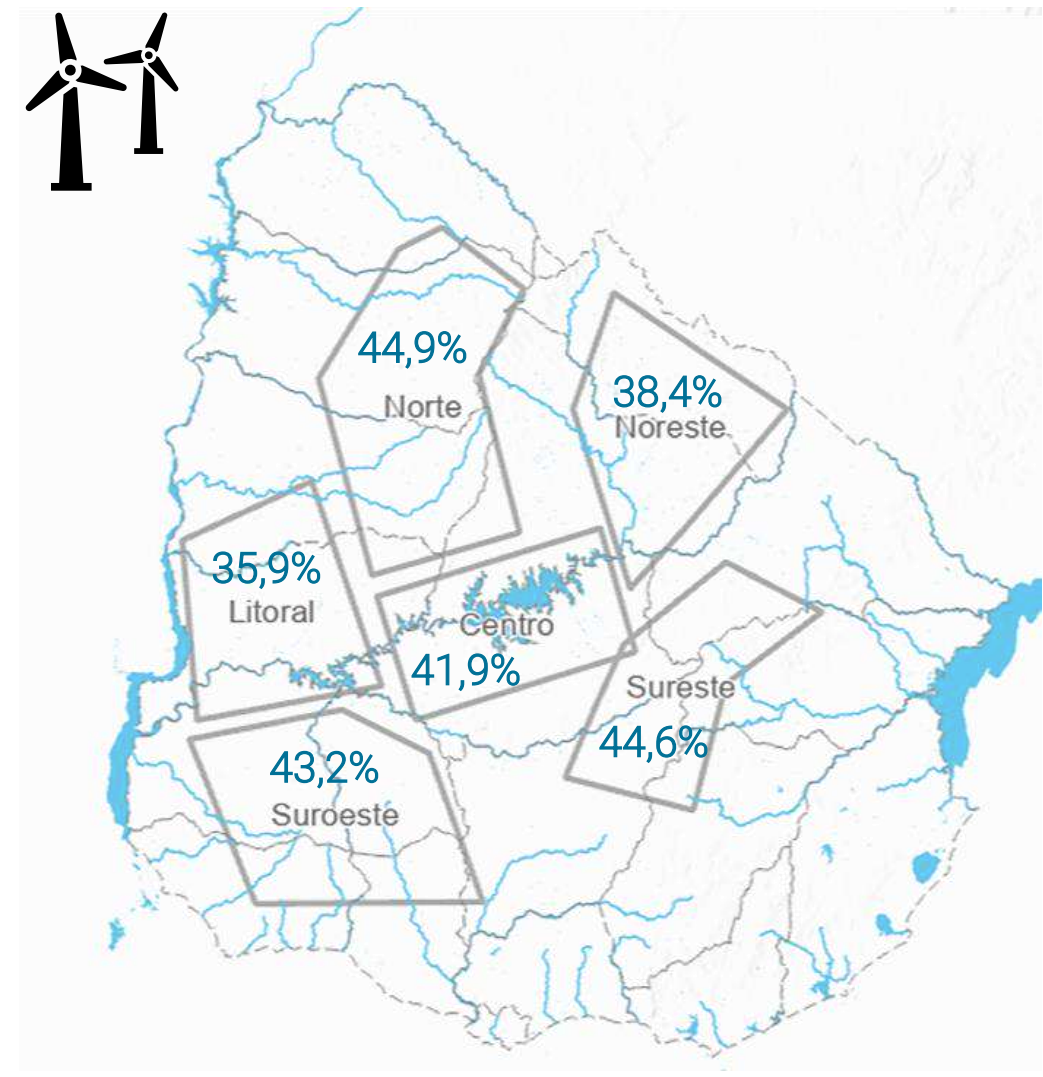 44,9%
Norte
38,4%
Noreste
35,9%
Litoral
Centro
41,9%
Sureste
44,6%
43,2%
Suroeste